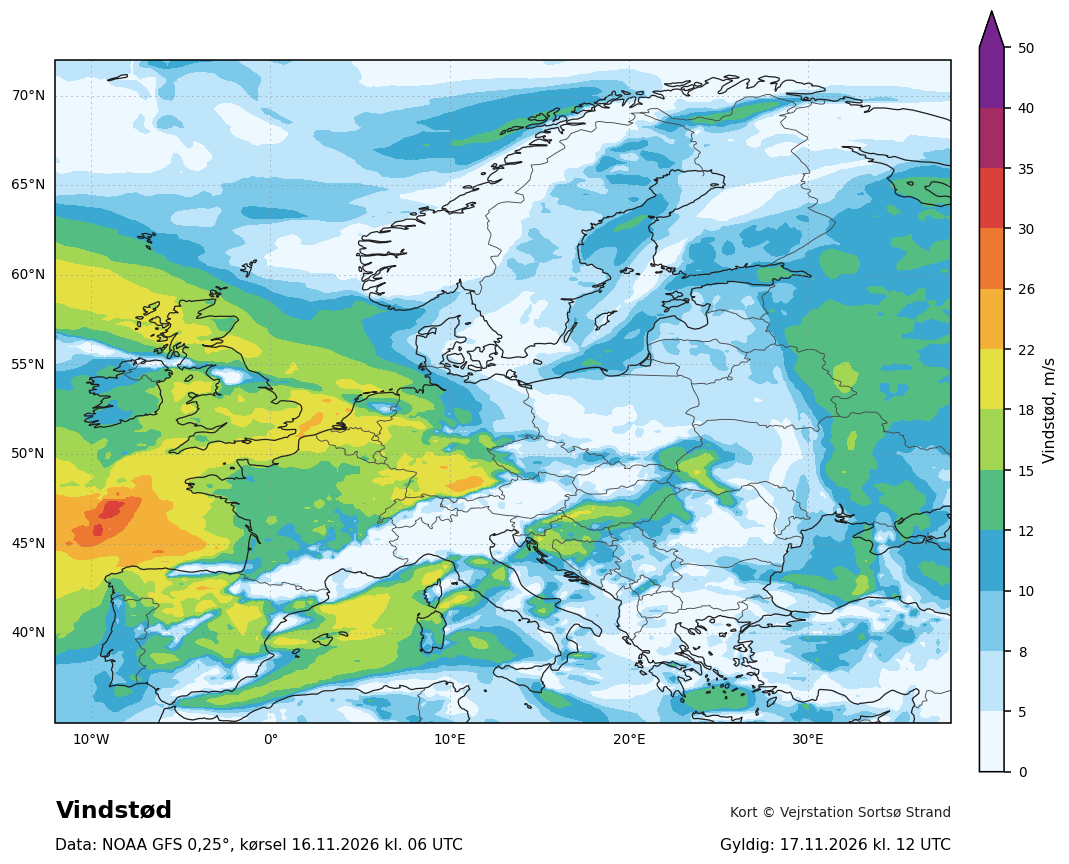 50
40
35
30
26
22
18
15
12
10
8
5
0
Vindstød, m/s
70°N
65°N
60°N
55°N
50°N
45°N
40°N
10°W
0°
10°E
20°E
30°E
Vindstød
Kort © Vejrstation Sortsø Strand
Data: NOAA GFS 0,25°, kørsel 16.11.2026 kl. 06 UTC
Gyldig: 17.11.2026 kl. 12 UTC